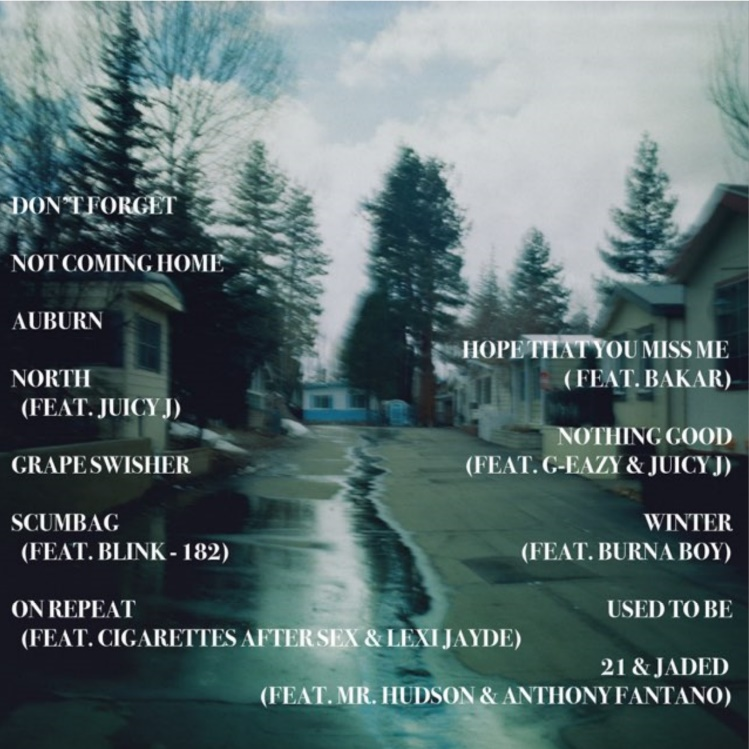 DON'T FORGET
NOT COMING HOME
AUBURN
NORTH
(FEAT. JUICY J)
GRAPE SWISHER
SCUMBAG
(FEAT. BLINK - 182)
ON REPEAT
(FEAT. CIGARETTES AFTER SEX & LEXI JAYDE)
HOPE THAT YOU MISS ME
( FEAT. BAKAR)
NOTHING GOOD
(FEAT. G-EAZY & JUICY J)
WINTER
(FEAT. BURNA BOY)
USED TO BE
21 & JADED
(FEAT. MR. HUDSON & ANTHONY FANTANO)